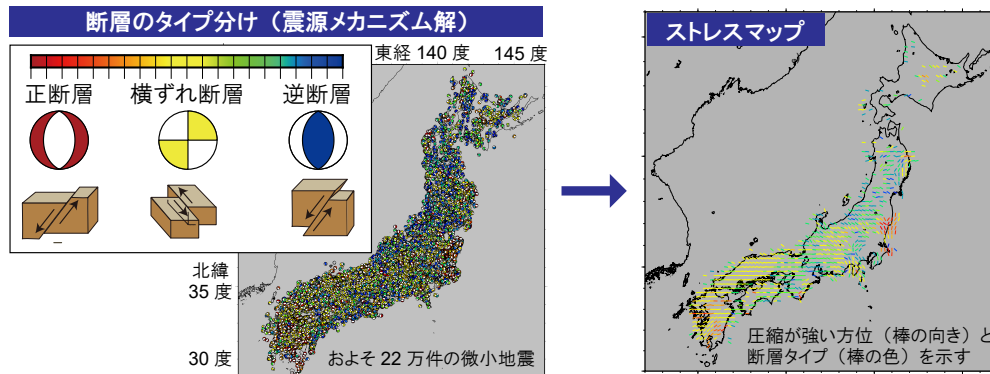 断層のタイプ分け（震源メカニズム解）
正断層
横ずれ断層
逆断層
東経 140 度
145 度
北緯
35 度
30 度
およそ 22 万件の微小地震
ストレスマップ
圧縮が強い方位（棒の向き）と
断層タイプ（棒の色）を示す